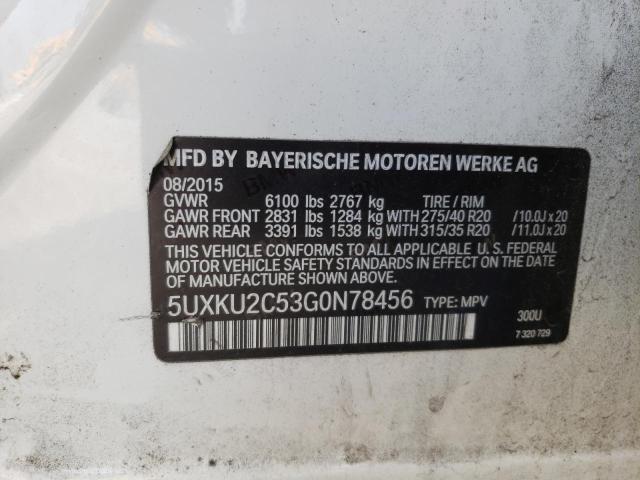 MFD BY BAYERISCHE MOTOREN WERKE AG
08/2015
GVWR 6100 lbs 2767 kg TIRE / RIM
GAWR FRONT 2831 lbs 1284 kg WITH 275/40 R20 /10.0J x 20
GAWR REAR 3391 lbs 1538 kg WITH 315/35 R20 /11.0J x 20
THIS VEHICLE CONFORMS TO ALL APPLICABLE U. S. FEDERAL
MOTOR VEHICLE SAFETY STANDARDS IN EFFECT ON THE DATE
OF MANUFACTURE SHOWN ABOVE.
5UXKU2C53G0N78456 TYPE: MPV
300U
7 320 729